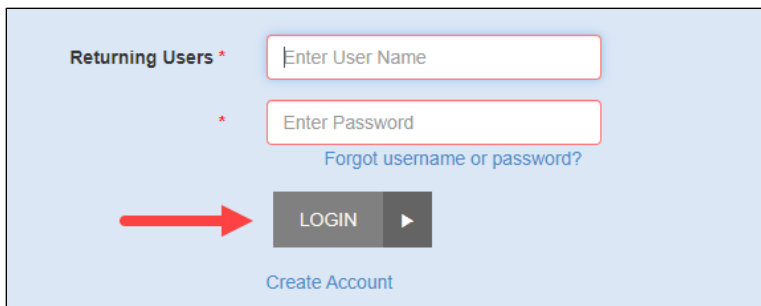 Returning Users *
Enter User Name
*
Enter Password
Forgot username or password?
LOGIN
Create Account